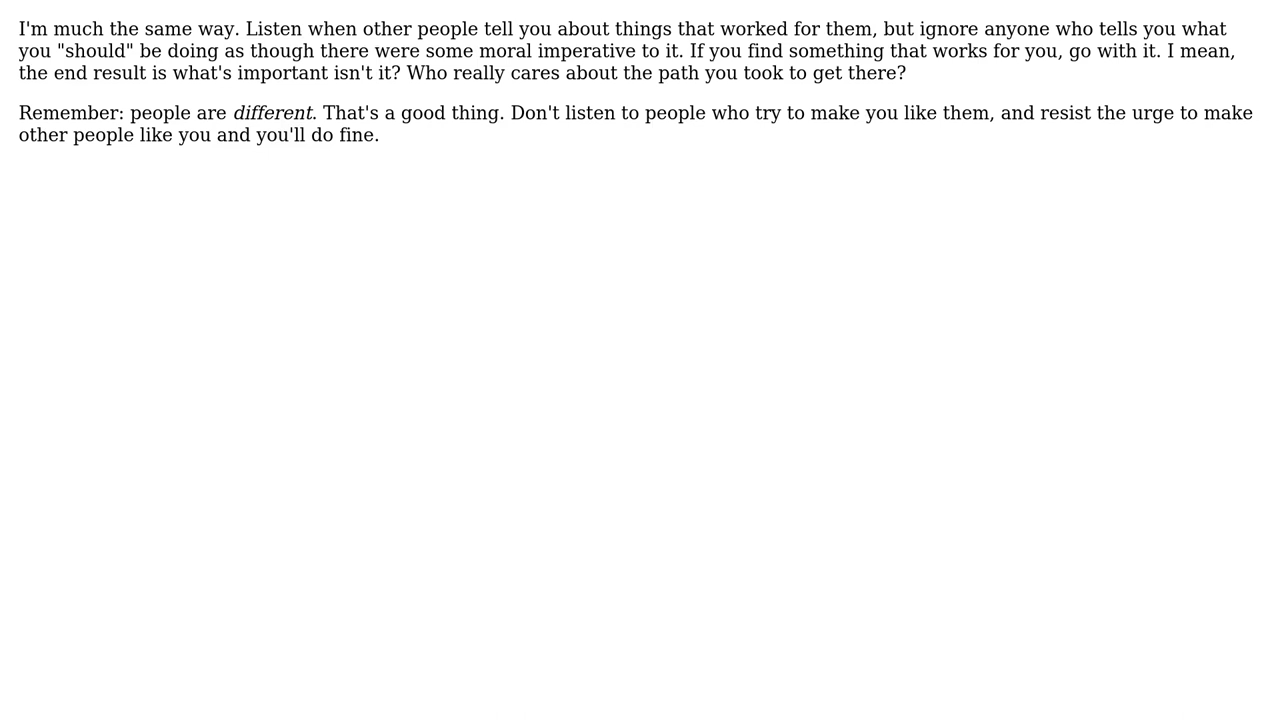 I'm much the same way. Listen when other people tell you about things that worked for them, but ignore anyone who tells you what
you "should" be doing as though there were some moral imperative to it. If you find something that works for you, go with it. I mean,
the end result is what's important isn't it? Who really cares about the path you took to get there?
Remember: people are different. That's a good thing. Don't listen to people who try to make you like them, and resist the urge to make
other people like you and you'll do fine.